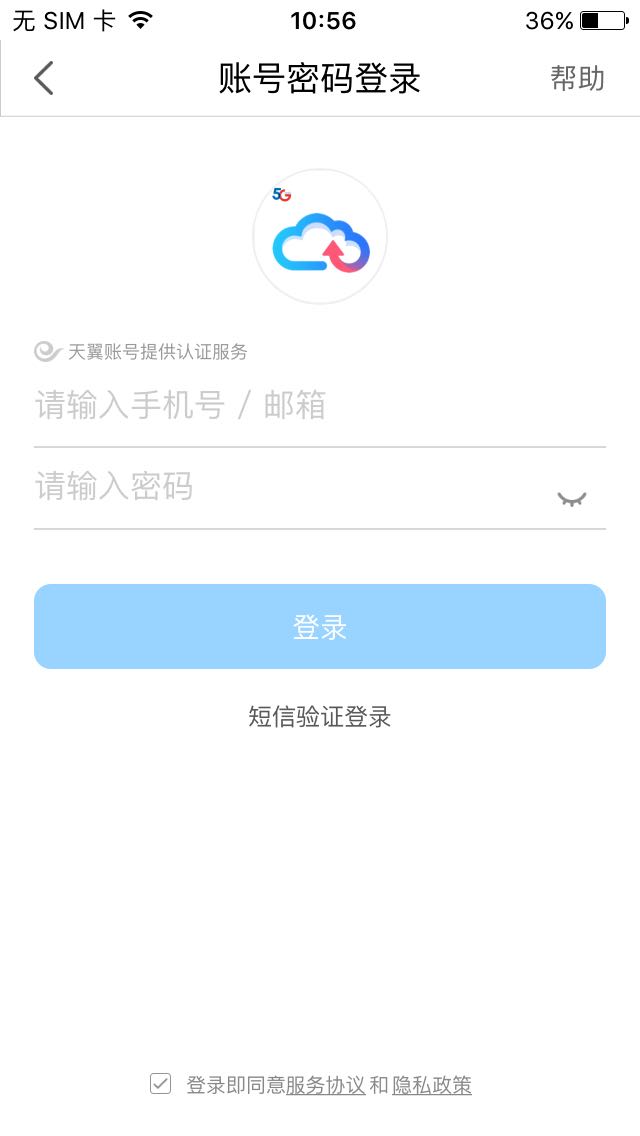 无 SIM 卡 10:56 36%
账号密码登录 帮助
5G
天翼账号提供认证服务
请输入手机号 / 邮箱
请输入密码
登录
短信验证登录
登录即同意服务协议和隐私政策